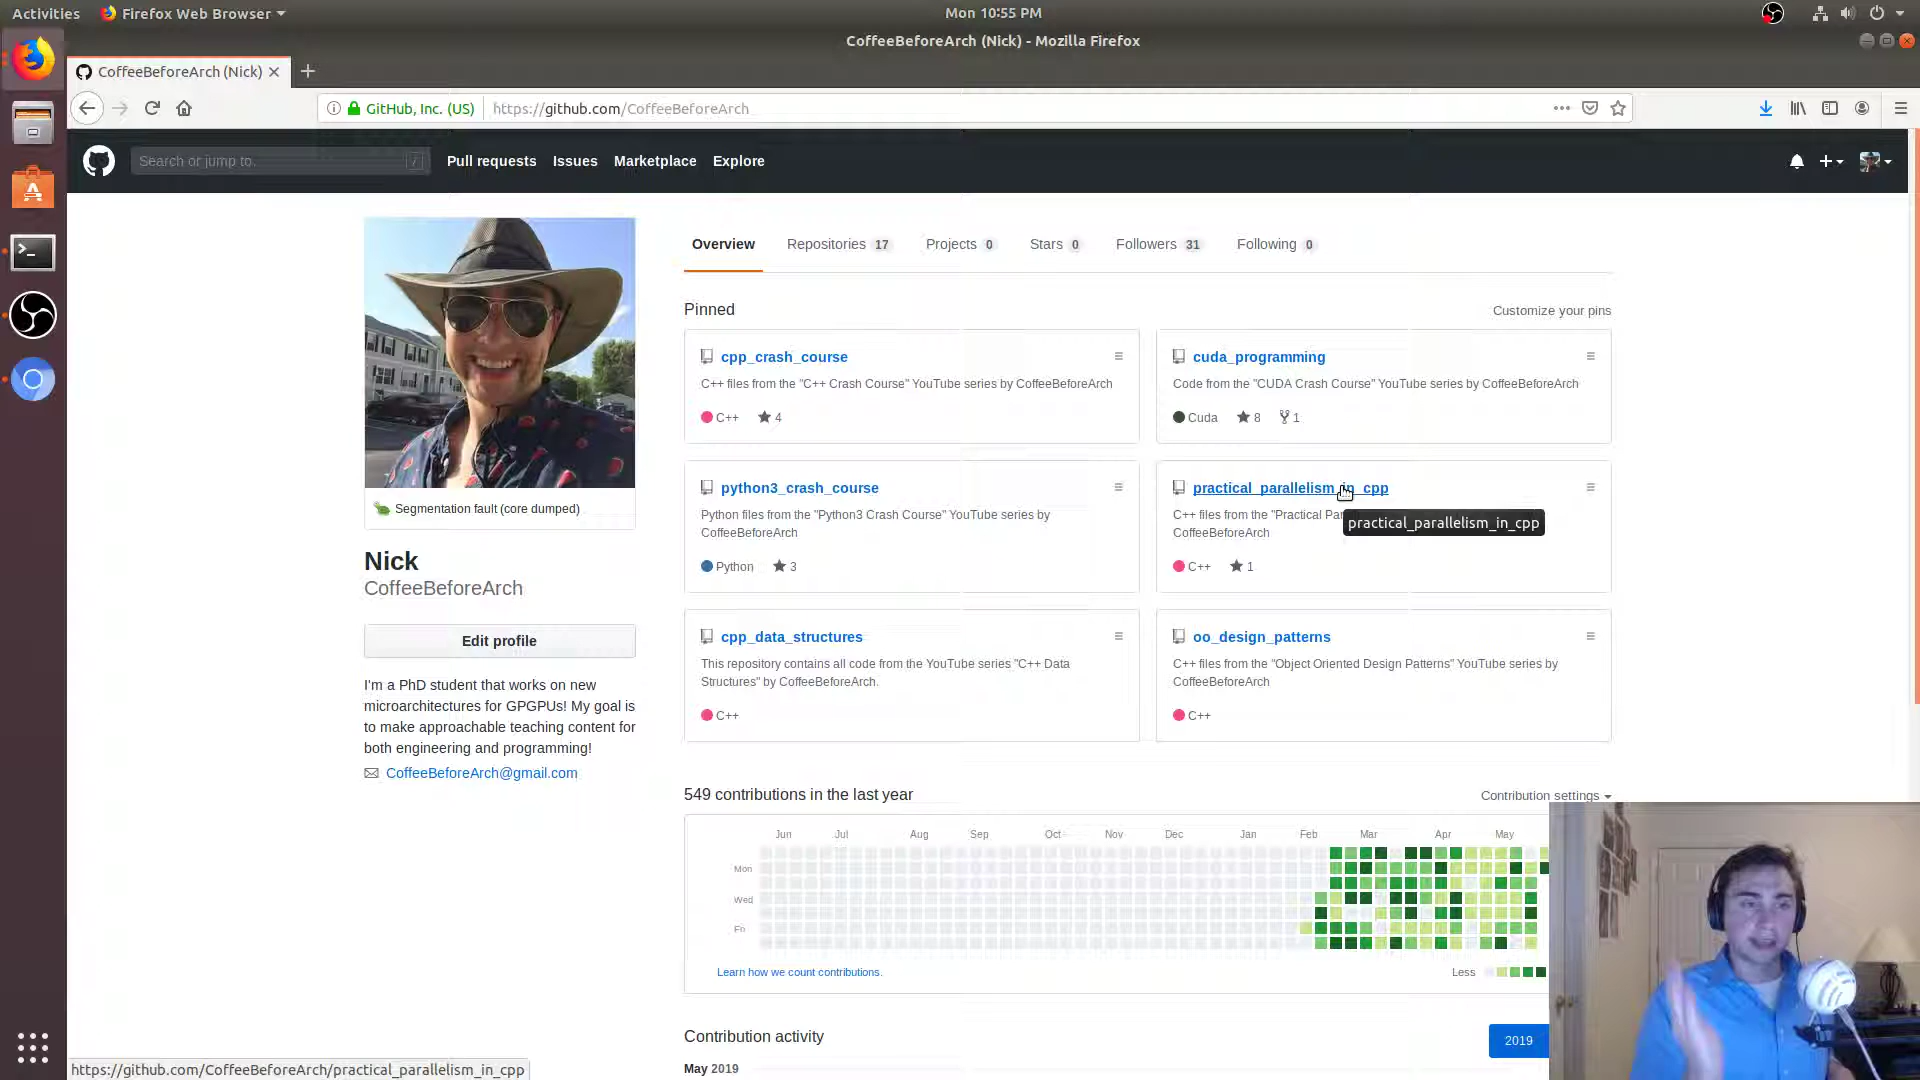 Activities
Firefox Web Browser
Mon 10:55 PM
CoffeeBeforeArch (Nick) - Mozilla Firefox
CoffeeBeforeArch (Nick)
GitHub, Inc. (US)
https://github.com/CoffeeBeforeArch
Search or jump to.
/
Pull requests
Issues
Marketplace
Explore
Overview
Repositories 17
Projects 0
Stars 0
Followers 31
Following 0
Pinned
Customize your pins
cpp_crash_course
C++ files from the "C++ Crash Course" YouTube series by CoffeeBeforeArch
C++ 4
cuda_programming
Code from the "CUDA Crash Course" YouTube series by CoffeeBeforeArch
Cuda 8 1
python3_crash_course
Python files from the "Python3 Crash Course" YouTube series by
CoffeeBeforeArch
Python 3
practical_parallelism_in_cpp
C++ files from the "Practical
practical_parallelism_in_cpp
CoffeeBeforeArch
C++ 1
cpp_data_structures
This repository contains all code from the YouTube series "C++ Data
Structures" by CoffeeBeforeArch.
C++
oo_design_patterns
C++ files from the "Object Oriented Design Patterns" YouTube series by
CoffeeBeforeArch
C++
Segmentation fault (core dumped)
Nick
CoffeeBeforeArch
Edit profile
I'm a PhD student that works on new
microarchitectures for GPGPUs! My goal is
to make approachable teaching content for
both engineering and programming!
CoffeeBeforeArch@gmail.com
549 contributions in the last year
Contribution settings
Jun Jul Aug Sep Oct Nov Dec Jan Feb Mar Apr May
Mon
Wed
Fri
Learn how we count contributions.
Less
Contribution activity
2019
May 2019
https://github.com/CoffeeBeforeArch/practical_parallelism_in_cpp